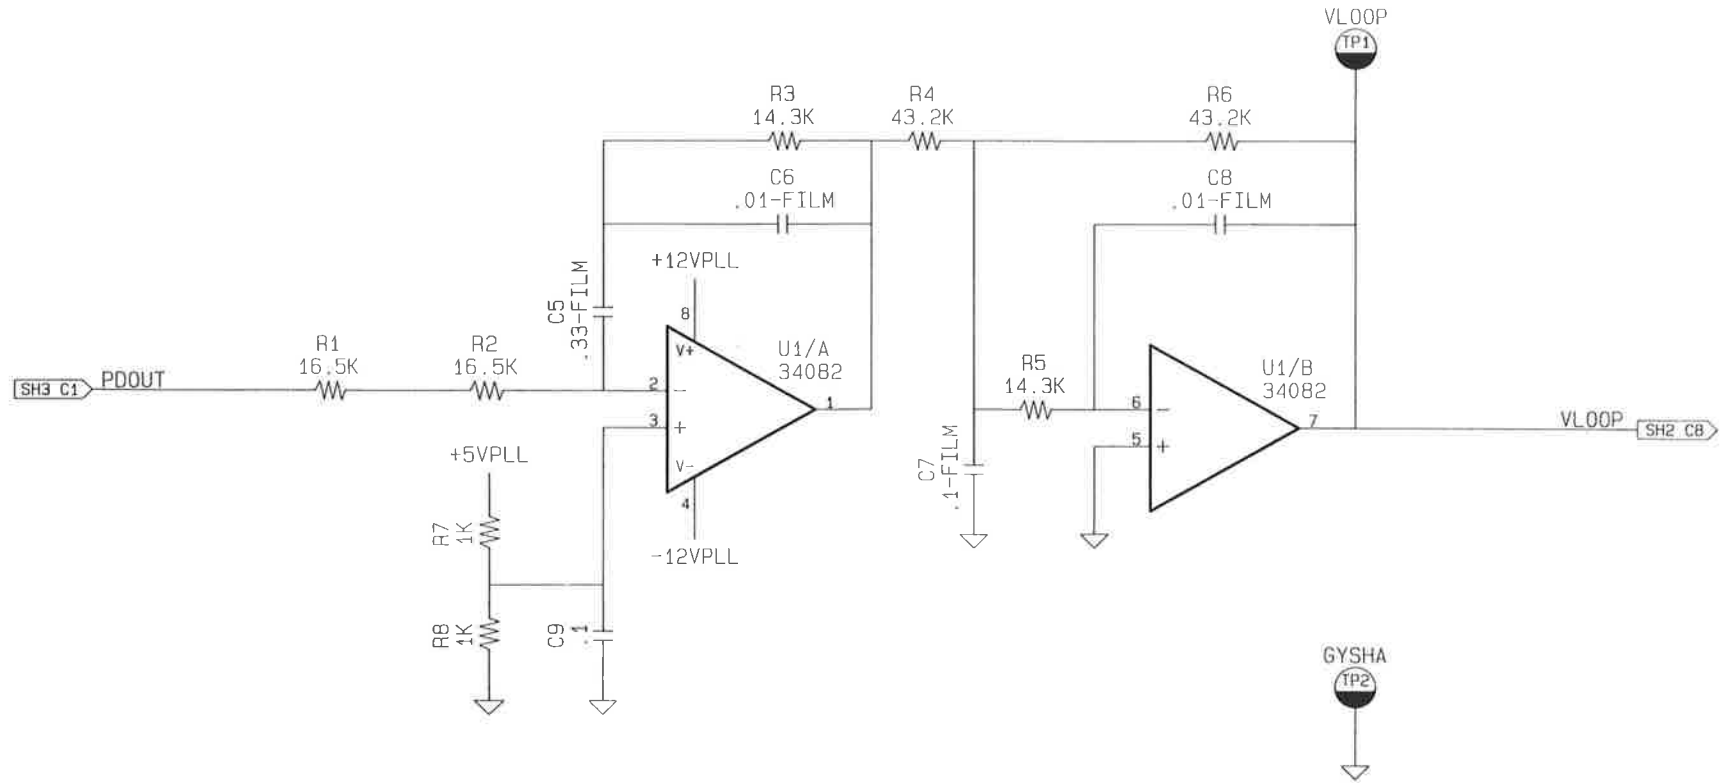 VLOOP
TP1
R3
14.3K
R4
43.2K
R6
43.2K
C6
.01-FILM
C8
.01-FILM
+12VPLL
C5
.33-FILM
8
V+
U1/A
34082
R1
16.5K
R2
16.5K
SH3 C1
PDOUT
2
-
3
+
1
V-
4
-12VPLL
R5
14.3K
U1/B
34082
6
-
5
+
7
VLOOP
SH2 C8
C7
.1-FILM
+5VPLL
R7
1K
R8
1K
C9
.1
GYSHA
TP2